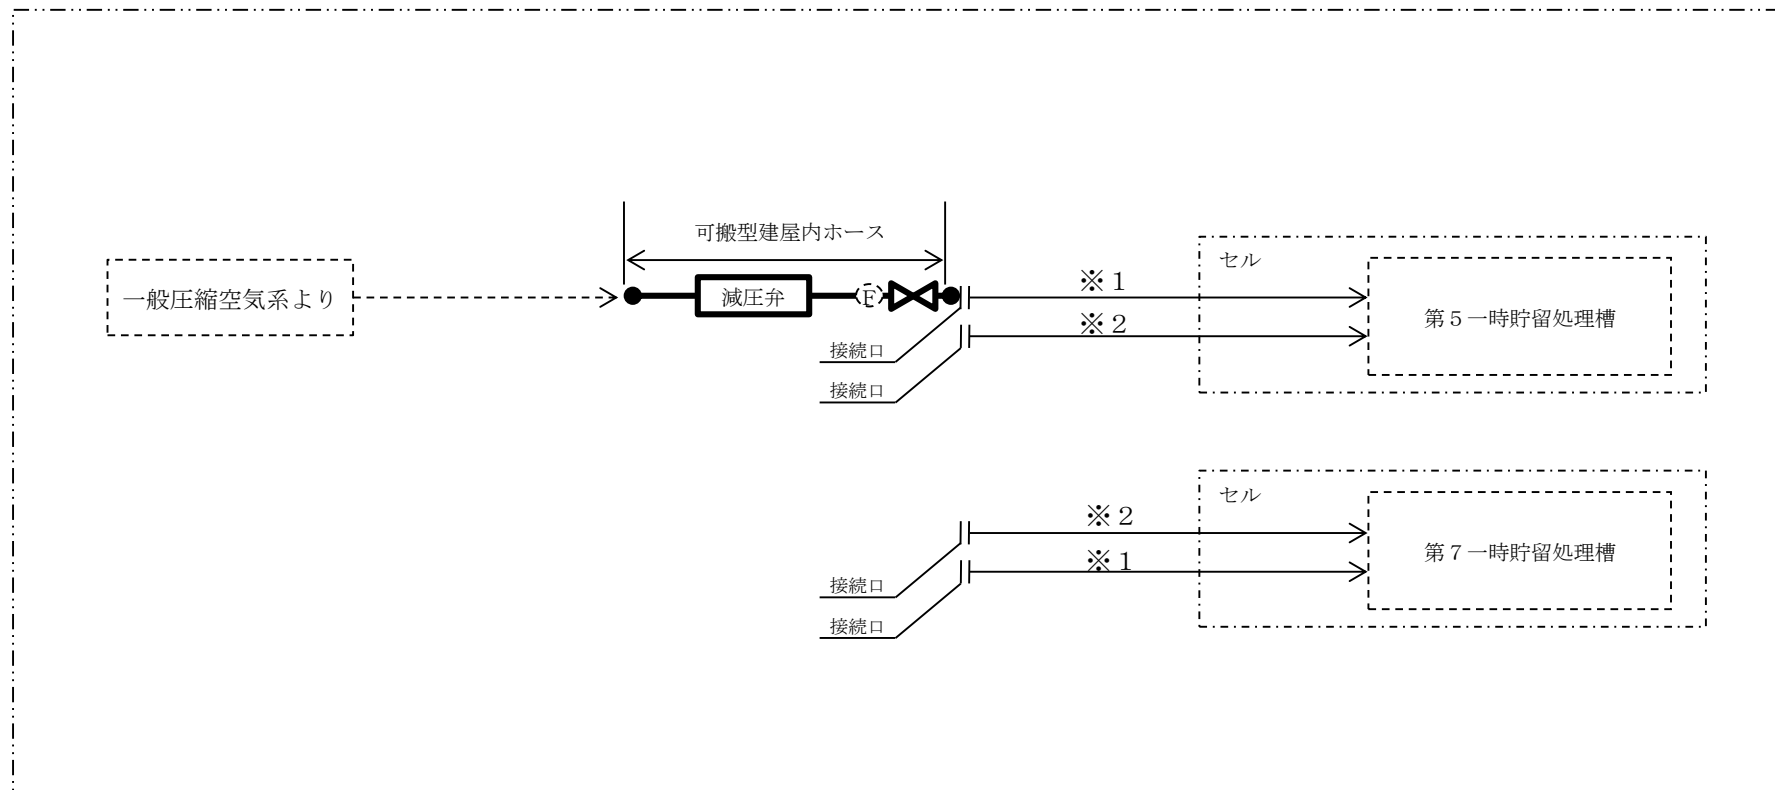 可搬型建屋内ホース
一般圧縮空気系より
減圧弁
F
※１
※２
セル
第５一時貯留処理槽
接続口
接続口
※２
※１
セル
第７一時貯留処理槽
接続口
接続口